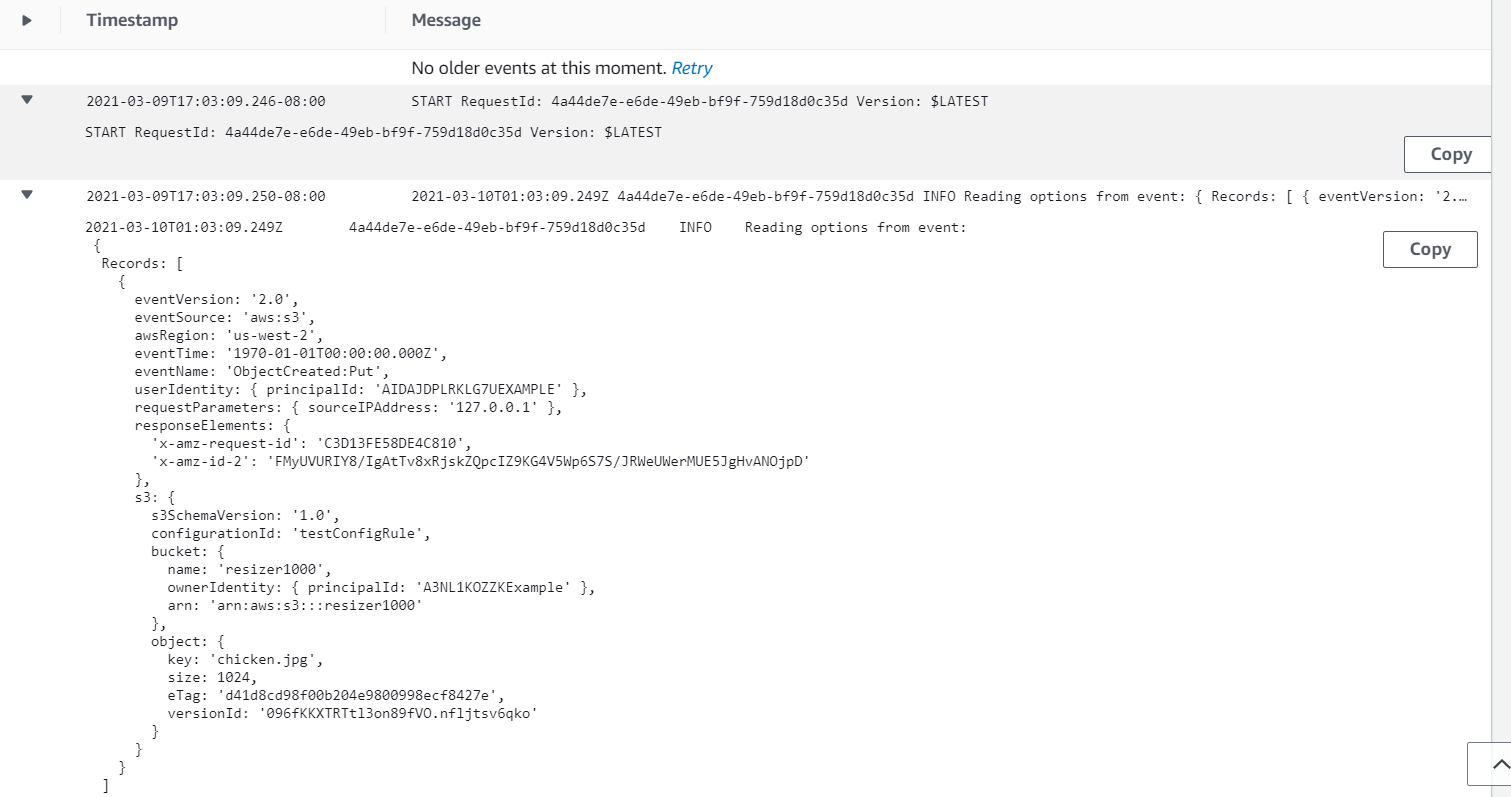 Timestamp Message
No older events at this moment. Retry
2021-03-09T17:03:09.246-08:00 START RequestId: 4a44de7e-e6de-49eb-bf9f-759d18d0c35d Version: $LATEST
START RequestId: 4a44de7e-e6de-49eb-bf9f-759d18d0c35d Version: $LATEST
Copy
2021-03-09T17:03:09.250-08:00 2021-03-10T01:03:09.249Z 4a44de7e-e6de-49eb-bf9f-759d18d0c35d INFO Reading options from event: { Records: [ { eventVersion: '2.…
2021-03-10T01:03:09.249Z 4a44de7e-e6de-49eb-bf9f-759d18d0c35d INFO Reading options from event:
Copy
{
Records: [
{
eventVersion: '2.0',
eventSource: 'aws:s3',
awsRegion: 'us-west-2',
eventTime: '1970-01-01T00:00:00.000Z',
eventName: 'ObjectCreated:Put',
userIdentity: { principalId: 'AIDAJDPLRKLG7UEXAMPLE' },
requestParameters: { sourceIPAddress: '127.0.0.1' },
responseElements: {
'x-amz-request-id': 'C3D13FE58DE4C810',
'x-amz-id-2': 'FMyUVURIY8/IgAtTv8xRjskZQpcIZ9KG4V5Wp6S7S/JRWeUWerMUE5JgHvANOjpD'
},
s3: {
s3SchemaVersion: '1.0',
configurationId: 'testConfigRule',
bucket: {
name: 'resizer1000',
ownerIdentity: { principalId: 'A3NL1KOZZKExample' },
arn: 'arn:aws:s3:::resizer1000'
},
object: {
key: 'chicken.jpg',
size: 1024,
eTag: 'd41d8cd98f00b204e9800998ecf8427e',
versionId: '096fKKXTRTtl3on89fVO.nfljtsv6qko'
}
}
}
]